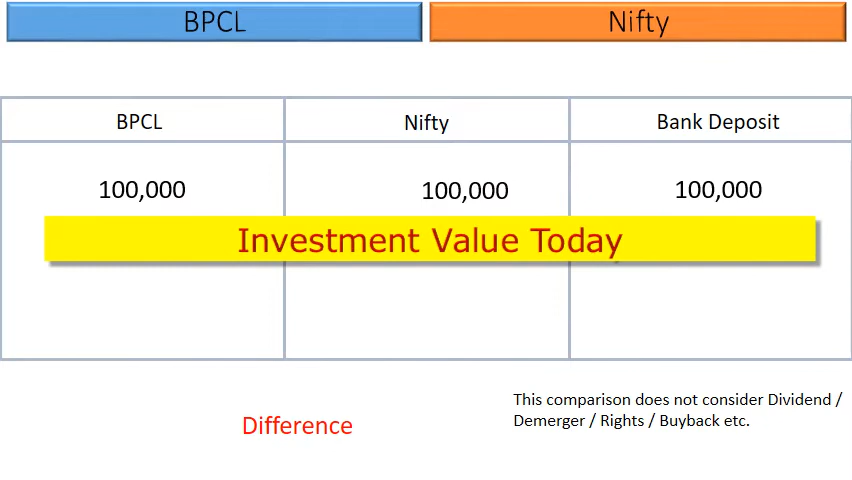 BPCL
Nifty
BPCL
Nifty
Bank Deposit
100,000
100,000
100,000
Investment Value Today
Difference
This comparison does not consider Dividend /
Demerger / Rights / Buyback etc.